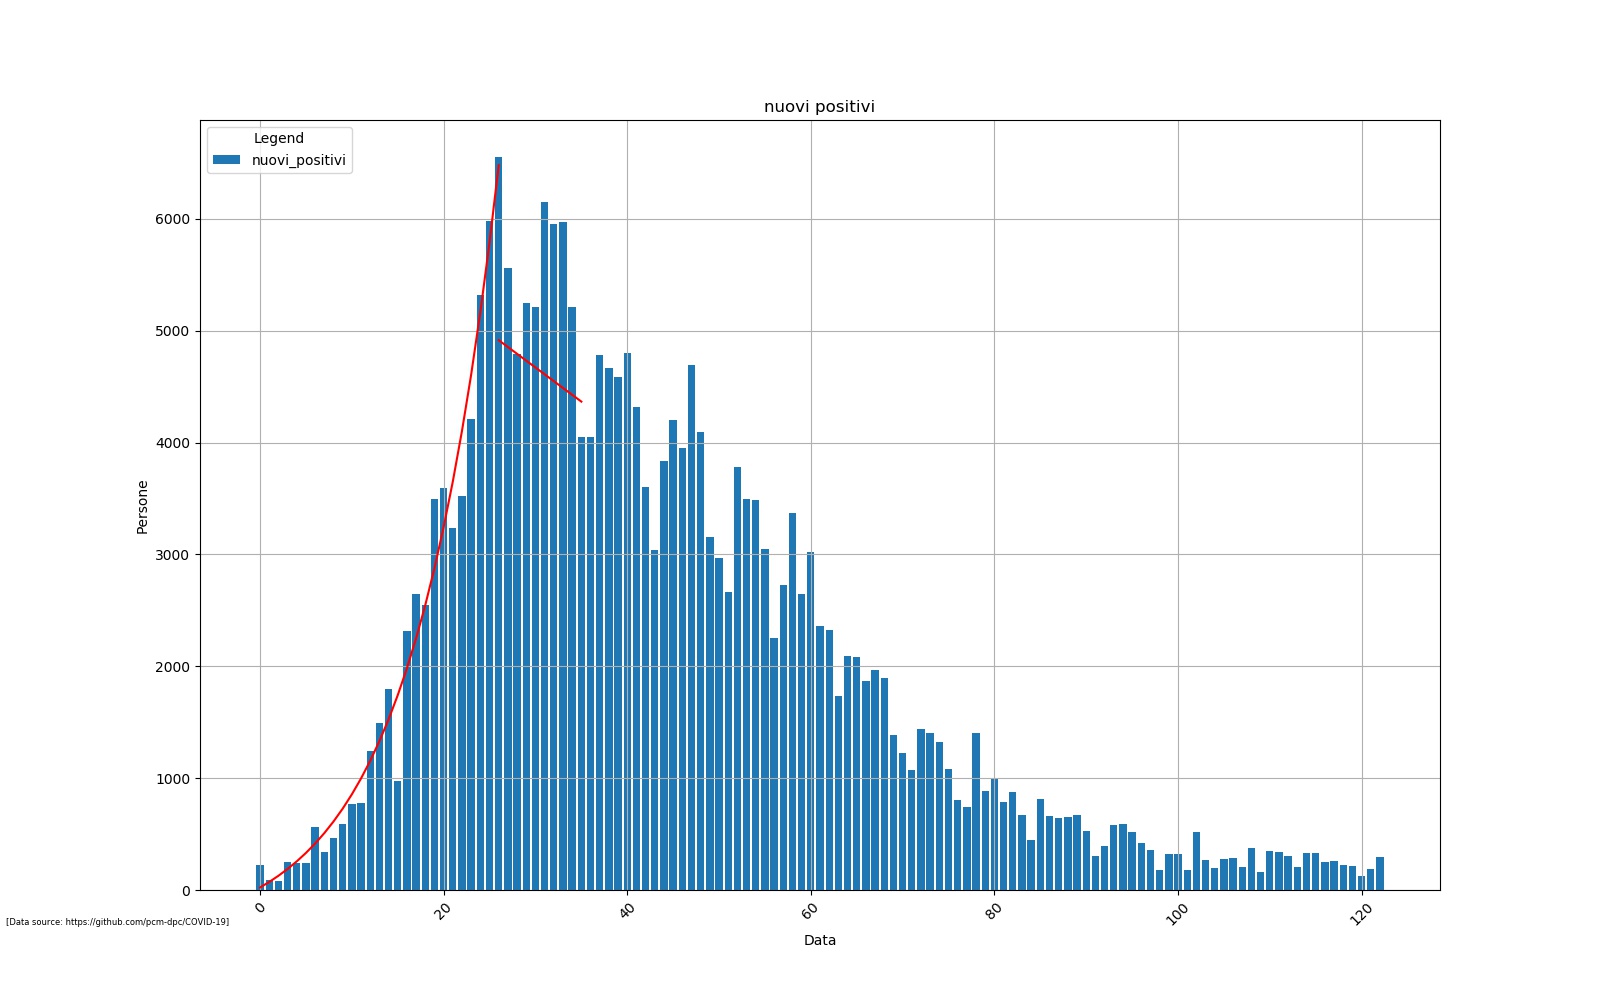 nuovi positivi
Legend
nuovi_positivi
6000
5000
4000
3000
2000
1000
0
Persone
0 20 40 60 80 100 120
Data
[Data source: https://github.com/pcm-dpc/COVID-19]